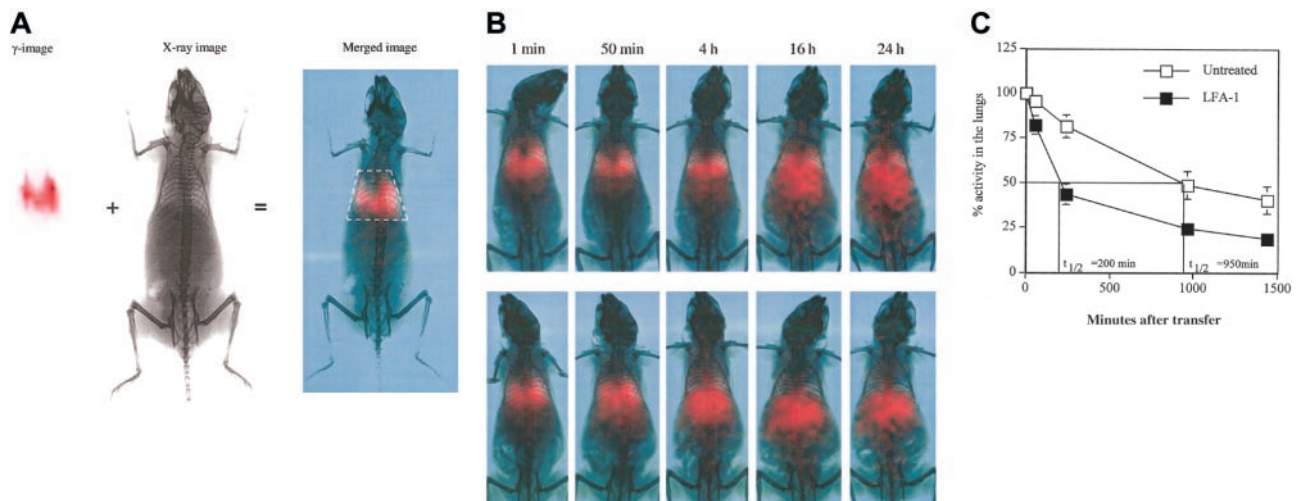 A
γ-image
X-ray image
Merged image
+
=
B
1 min
50 min
4 h
16 h
24 h
C
% activity in the lungs
125
100
75
50
25
0
Untreated
LFA-1
t1/2 =200 min
t1/2 =950min
0
500
1000
1500
Minutes after transfer